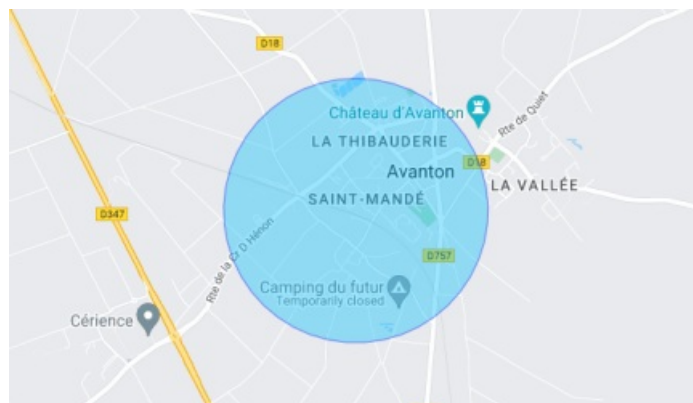 D18
Château d'Avanton
Rte de Quiet
LA THIBAUDERIE
Avanton
D18
LA VALLÉE
SAINT-MANDÉ
D347
Rte de la Cr D Hénon
D757
Camping du futur
Temporarily closed
Cérience